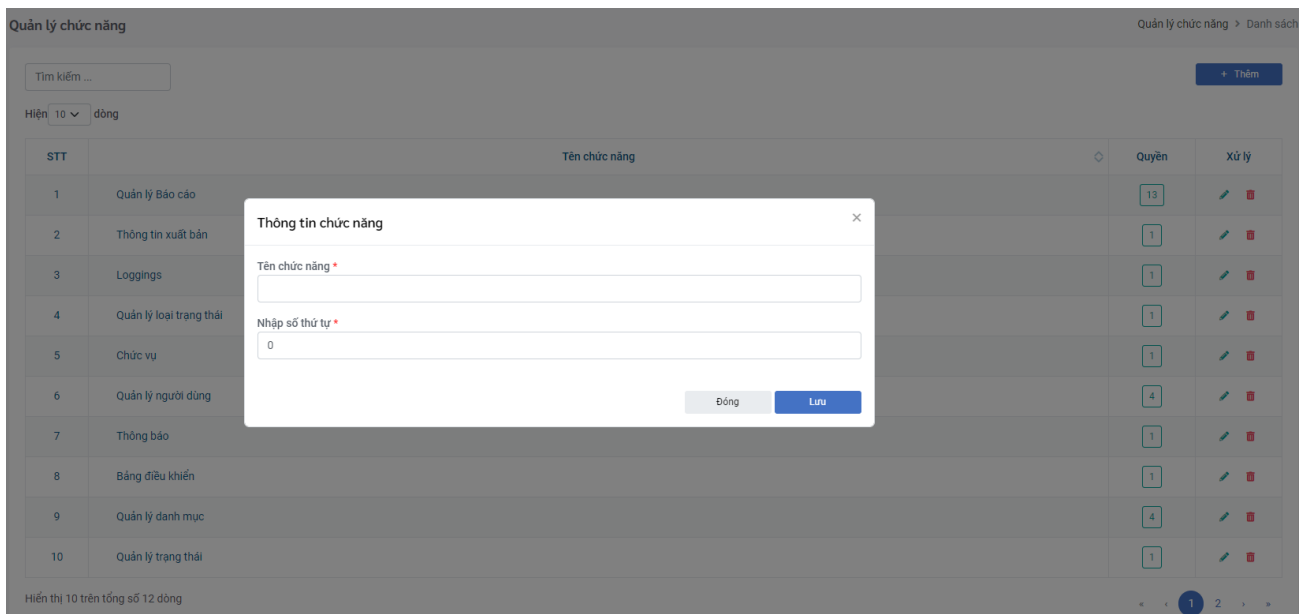 Quản lý chức năng
Quản lý chức năng > Danh sách
Tìm kiếm ...
+ Thêm
Hiện 10 dòng
STT Tên chức năng Quyền Xử lý
1 Quản lý Báo cáo 13
Thông tin chức năng ×
2 Thông tin xuất bản 1
Tên chức năng *
3 Loggings 1
4 Quản lý loại trạng thái 1
Nhập số thứ tự *
0
5 Chức vụ 1
6 Quản lý người dùng 4
Đóng Lưu
7 Thông báo 1
8 Bảng điều khiển 1
9 Quản lý danh mục 4
10 Quản lý trạng thái 1
Hiển thị 10 trên tổng số 12 dòng
« ‹ 1 2 › »